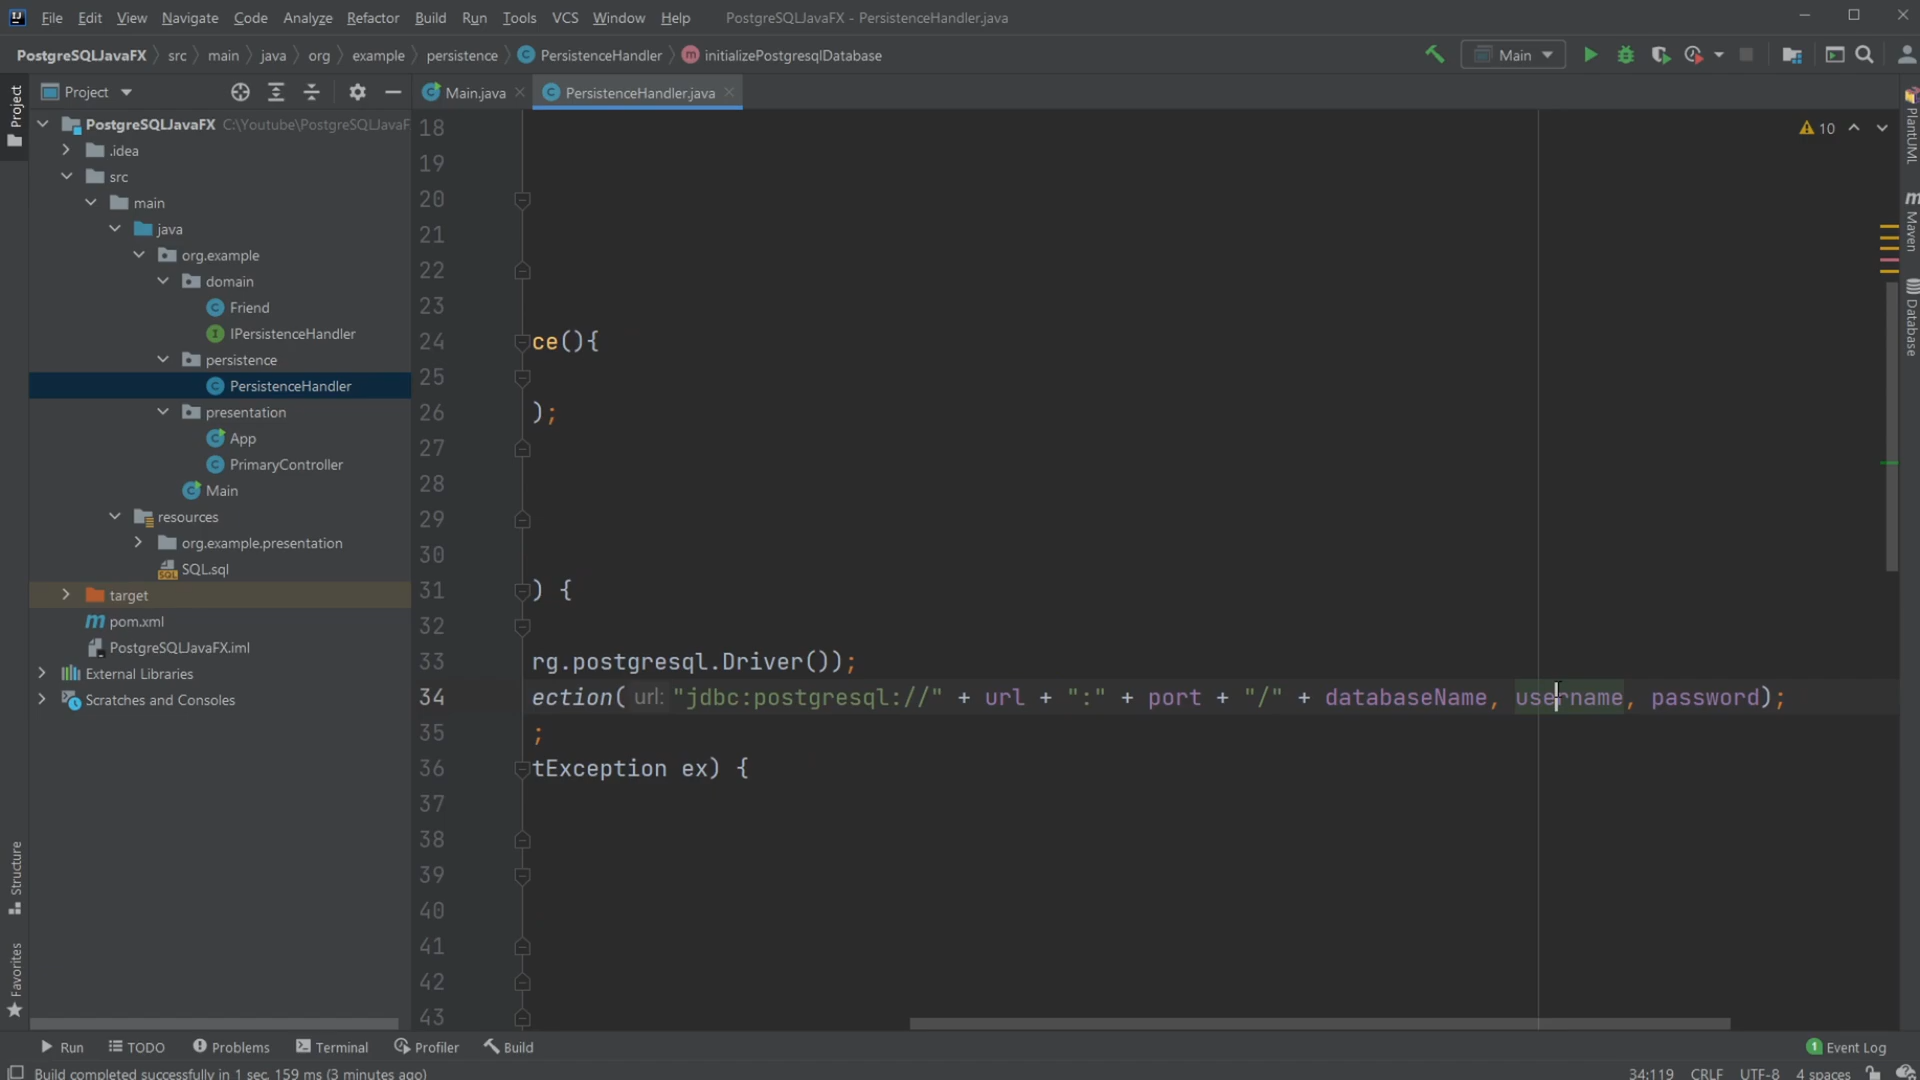 File Edit View Navigate Code Analyze Refactor Build Run Tools VCS Window Help PostgreSQLJavaFX - PersistenceHandler.java
PostgreSQLJavaFX src main java org example persistence PersistenceHandler initializePostgresqlDatabase Main
Project
Main.java
PersistenceHandler.java
PostgreSQLJavaFX C:\Youtube\PostgreSQLJavaF
.idea
src
main
java
org.example
domain
Friend
IPersistenceHandler
persistence
PersistenceHandler
presentation
App
PrimaryController
Main
resources
org.example.presentation
SQL.sql
target
pom.xml
PostgreSQLJavaFX.iml
External Libraries
Scratches and Consoles
Project
Structure
Favorites
10
18
19
20
21
22
23
24 ce(){
25
26 );
27
28
29
30
31 ) {
32
33 rg.postgresql.Driver());
34 ection( url: "jdbc:postgresql://" + url + ":" + port + "/" + databaseName, username, password);
35 ;
36 tException ex) {
37
38
39
40
41
42
43
PlantUML
Maven
Database
Run TODO Problems Terminal Profiler Build 1 Event Log
Build completed successfully in 1 sec, 159 ms (3 minutes ago) 34:119 CRLF UTF-8 4 spaces